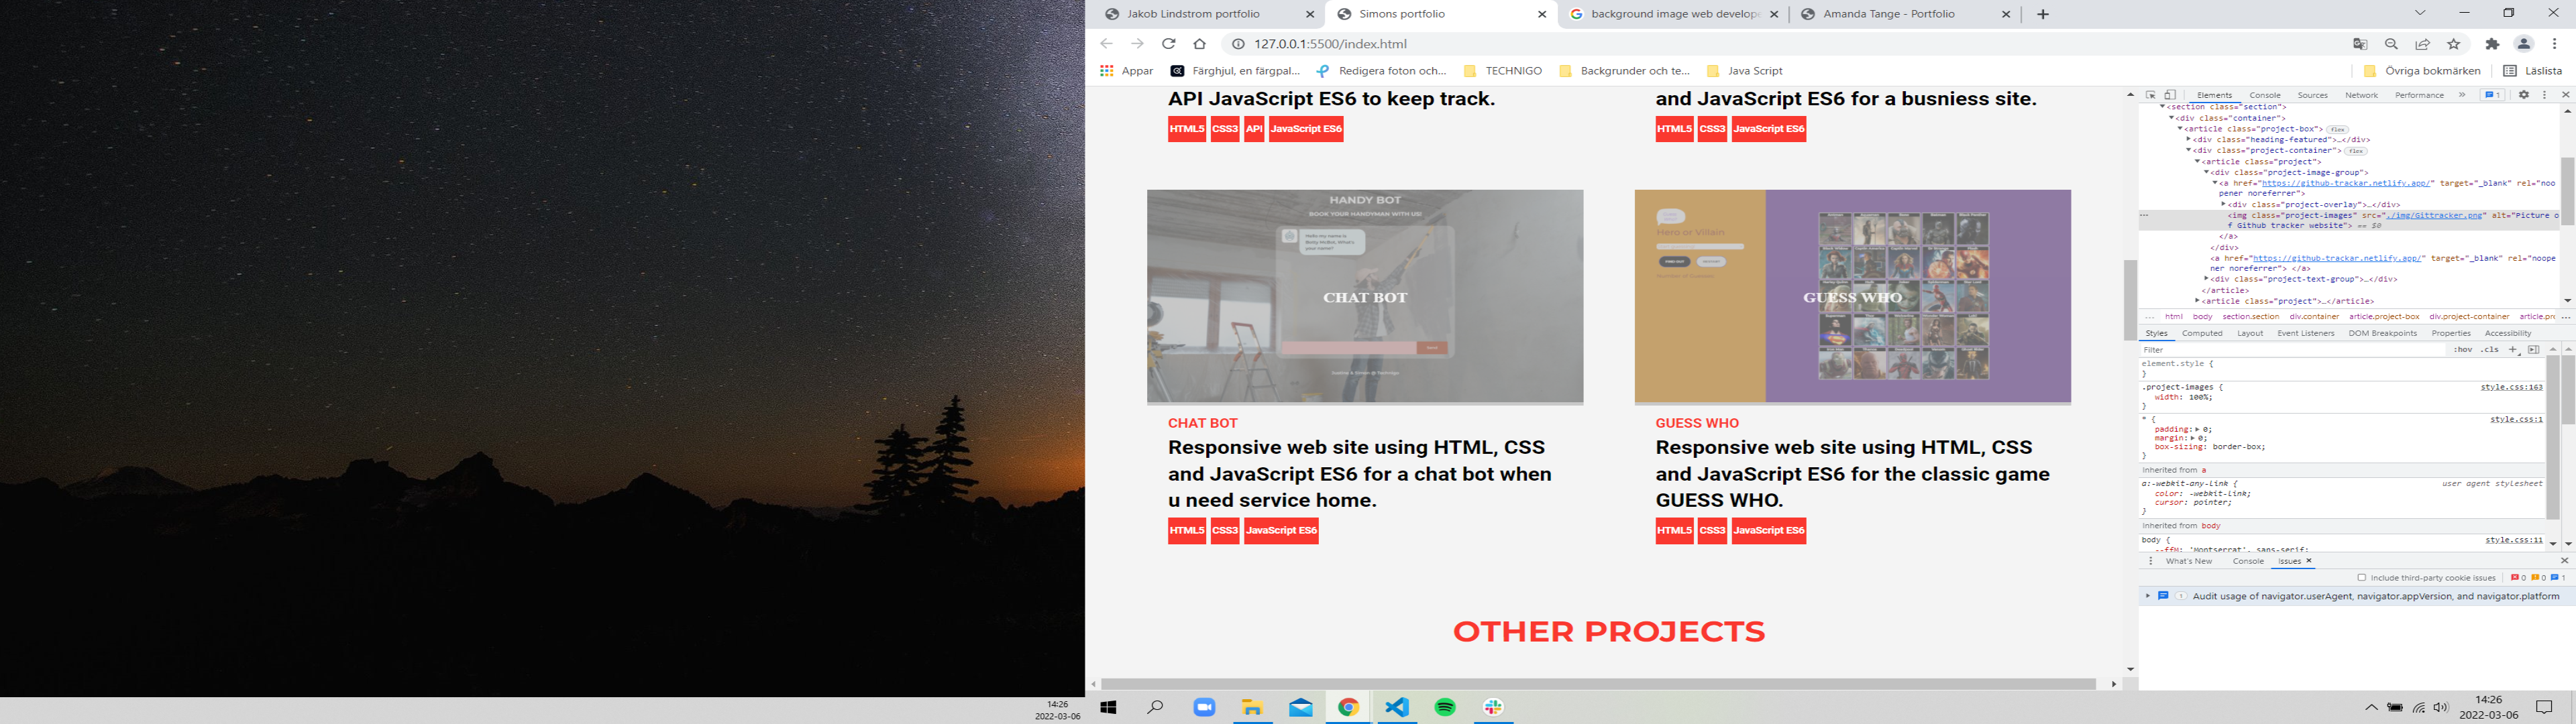 Jakob Lindstrom portfolio
Simons portfolio
background image web develope
Amanda Tange - Portfolio
127.0.0.1:5500/index.html
Appar
Färghjul, en färgpal...
Redigera foton och...
TECHNIGO
Backgrunder och te...
Java Script
Övriga bokmärken
Läslista
API JavaScript ES6 to keep track.
HTML5 CSS3 API JavaScript ES6
and JavaScript ES6 for a busniess site.
HTML5 CSS3 JavaScript ES6
HANDY BOT
BOOK YOUR HANDYMAN WITH US!
CHAT BOT
Hero or Villain
GUESS WHO
CHAT BOT
Responsive web site using HTML, CSS
and JavaScript ES6 for a chat bot when
u need service home.
HTML5 CSS3 JavaScript ES6
GUESS WHO
Responsive web site using HTML, CSS
and JavaScript ES6 for the classic game
GUESS WHO.
HTML5 CSS3 JavaScript ES6
OTHER PROJECTS
Elements Console Sources Network Performance » 1
<section class="section">
<div class="container">
<article class="project-box"> flex
<div class="heading-featured">…</div>
<div class="project-container"> flex
<article class="project">
<div class="project-image-group">
<a href="https://github-trackar.netlify.app/" target="_blank" rel="noo
pener noreferrer">
<div class="project-overlay">…</div>
<img class="project-images" src="./img/Gittracker.png" alt="Picture o
f Github tracker website"> == $0
</a>
</div>
<a href="https://github-trackar.netlify.app/" target="_blank" rel="noope
ner noreferrer"> </a>
<div class="project-text-group">…</div>
</article>
<article class="project">…</article>
... html body section.section div.container article.project-box div.project-container article.pro ...
Styles Computed Layout Event Listeners DOM Breakpoints Properties Accessibility
Filter
:hov .cls +
element.style {
}
.project-images {
style.css:163
width: 100%;
}
* {
style.css:1
padding: 0;
margin: 0;
box-sizing: border-box;
}
Inherited from a
a:-webkit-any-link {
user agent stylesheet
color: -webkit-link;
cursor: pointer;
}
Inherited from body
body {
style.css:11
--ffM: 'Montserrat', sans-serif;
What's New Console Issues
Include third-party cookie issues 0 0 1
1 Audit usage of navigator.userAgent, navigator.appVersion, and navigator.platform
14:26
2022-03-06
14:26
2022-03-06